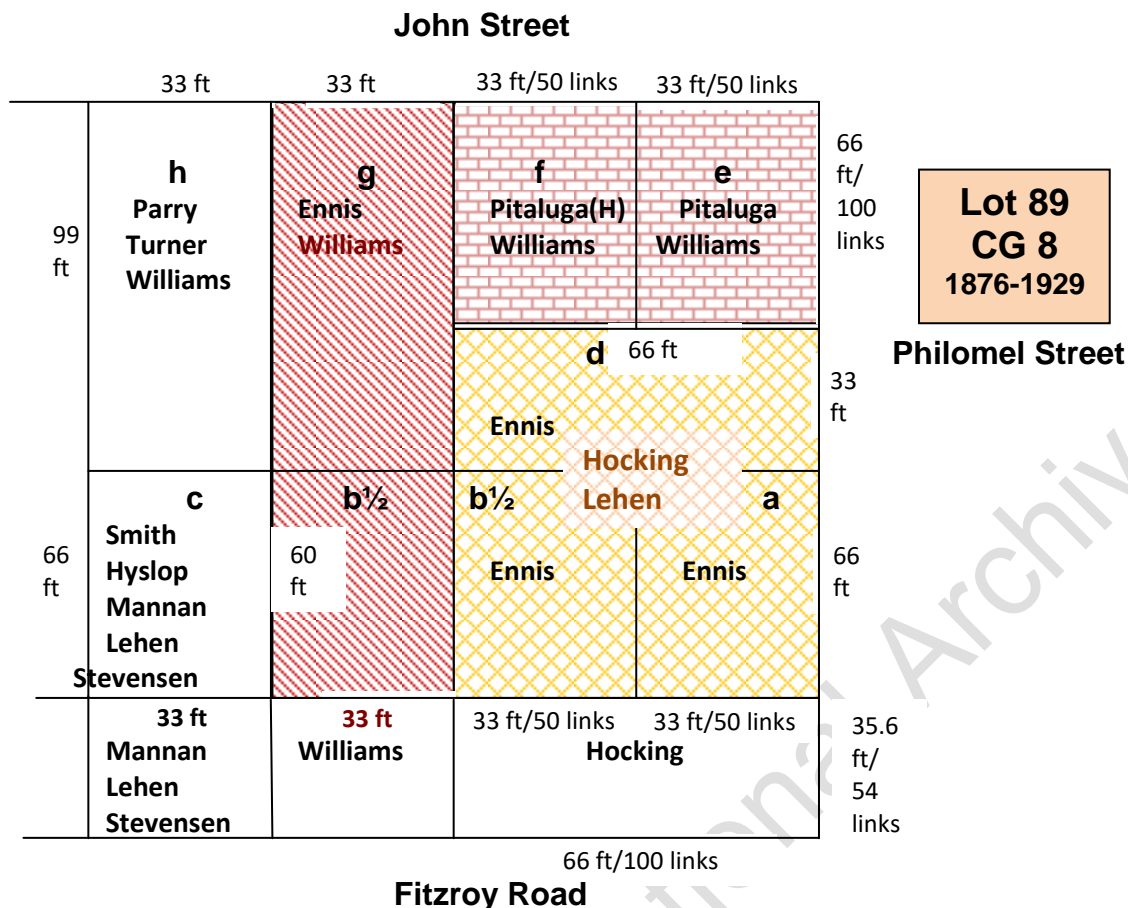 John Street
33 ft
33 ft
33 ft/50 links
33 ft/50 links
99
ft
h
Parry
Turner
Williams
g
Ennis
Williams
f
Pitaluga(H)
Williams
e
Pitaluga
Williams
66
ft/
100
links
Lot 89
CG 8
1876-1929
Philomel Street
d
66 ft
Ennis
33
ft
Hocking
Lehen
66
ft
c
Smith
Hyslop
Mannan
Lehen
Stevensen
b½
60
ft
b½
Ennis
a
Ennis
66
ft
33 ft
Mannan
Lehen
Stevensen
33 ft
Williams
33 ft/50 links
33 ft/50 links
Hocking
35.6
ft/
54
links
66 ft/100 links
Fitzroy Road